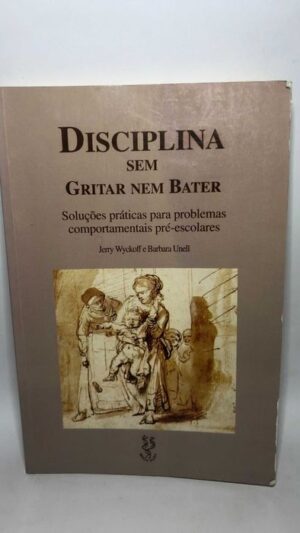 DISCIPLINA
SEM
GRITAR NEM BATER
Soluções práticas para problemas
comportamentais pré-escolares
Jerry Wyckoff e Barbara Unell